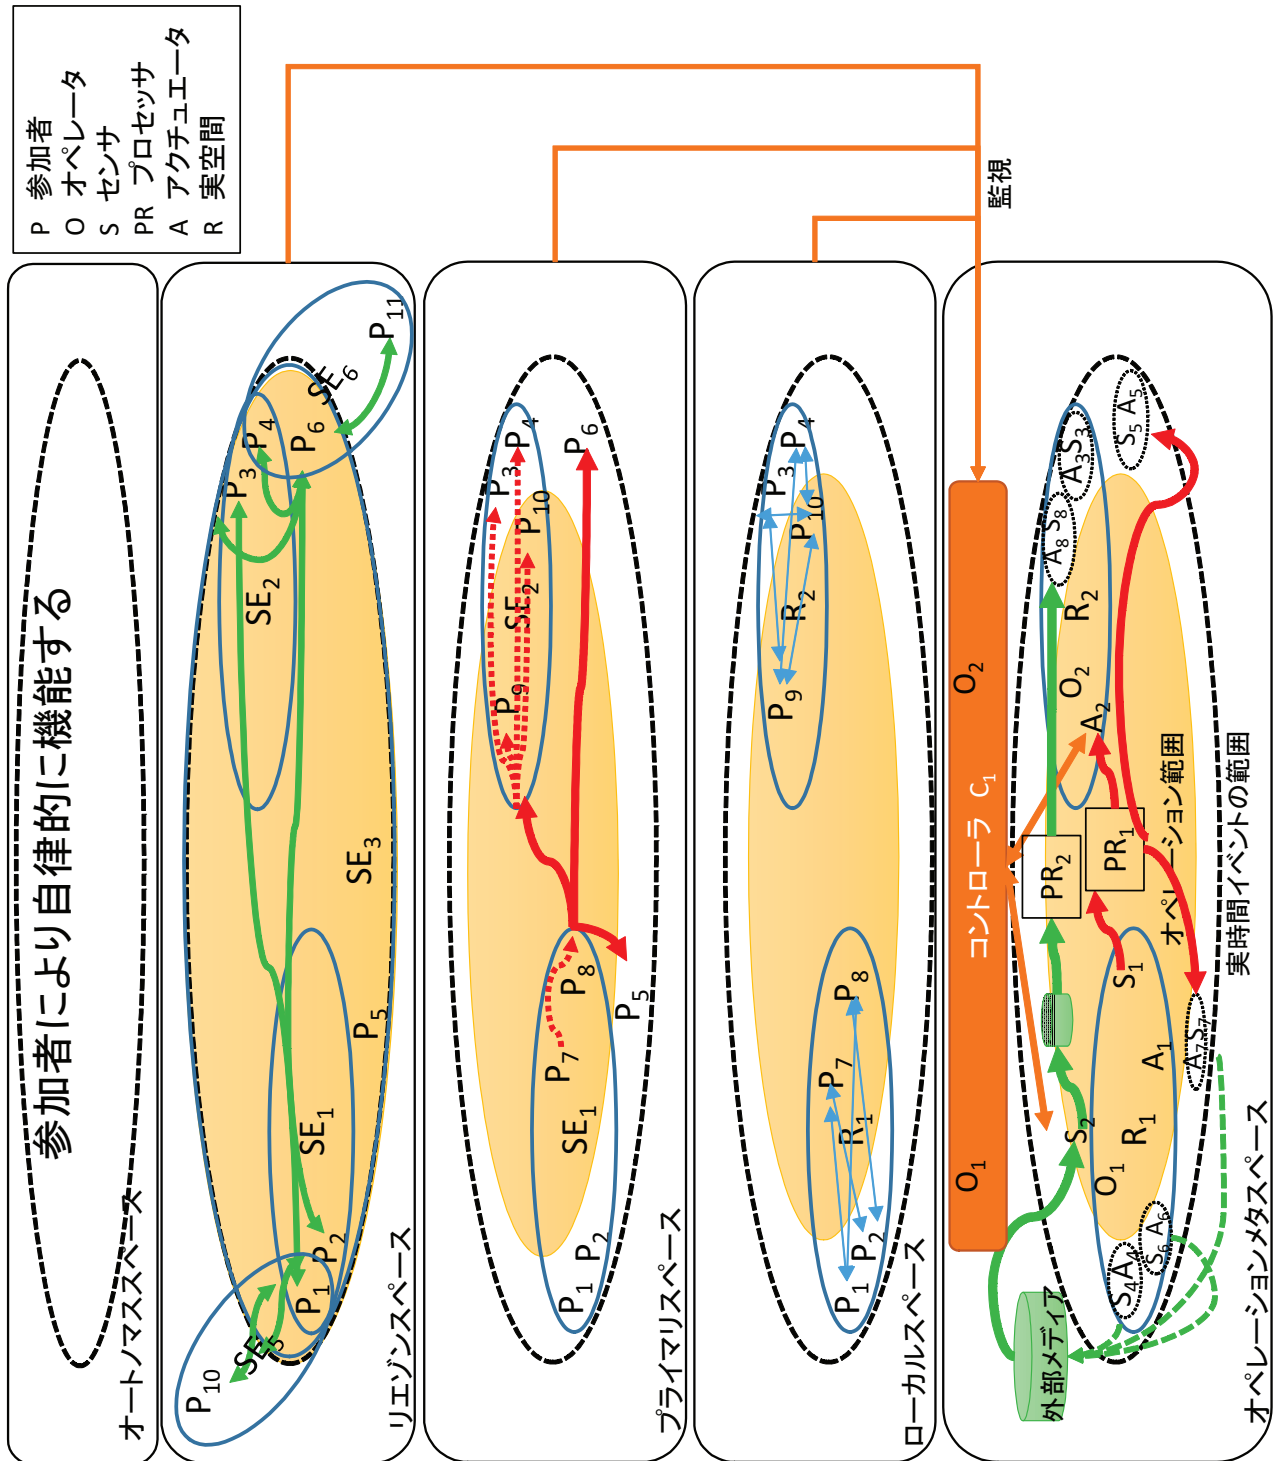 P 参加者
O オペレータ
S センサ
PR プロセッサ
A アクチュエータ
R 実空間
参加者により自律的に機能する
オートノマススペース
P10
SE5
P1
P2
SE1
P5
SE3
SE2
P3
P4
P6
SE6
P11
リエゾンスペース
P1
P2
SE1
P7
P8
P5
P9
SE2
P10
P3
P4
P6
プライマリスペース
P1
P2
R1
P7
P8
P9
R2
P10
P3
P4
ローカルスペース
監視
O1
コントローラ C1
O2
外部メディア
S4A4
S6 A6
O1
R1
S2
A1
S1
A7S7
PR2
PR1
A2
O2
R2
A8S8
A3S3
S5 A5
オペレーション範囲
実時間イベントの範囲
オペレーションメタスペース